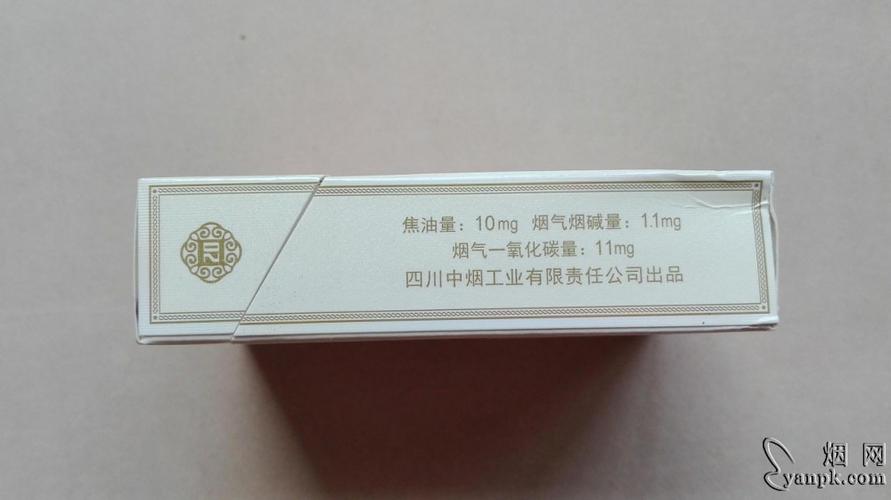 焦油量：10mg 烟气烟碱量：1.1mg
烟气一氧化碳量：11mg
四川中烟工业有限责任公司出品
烟网
yanpk.com